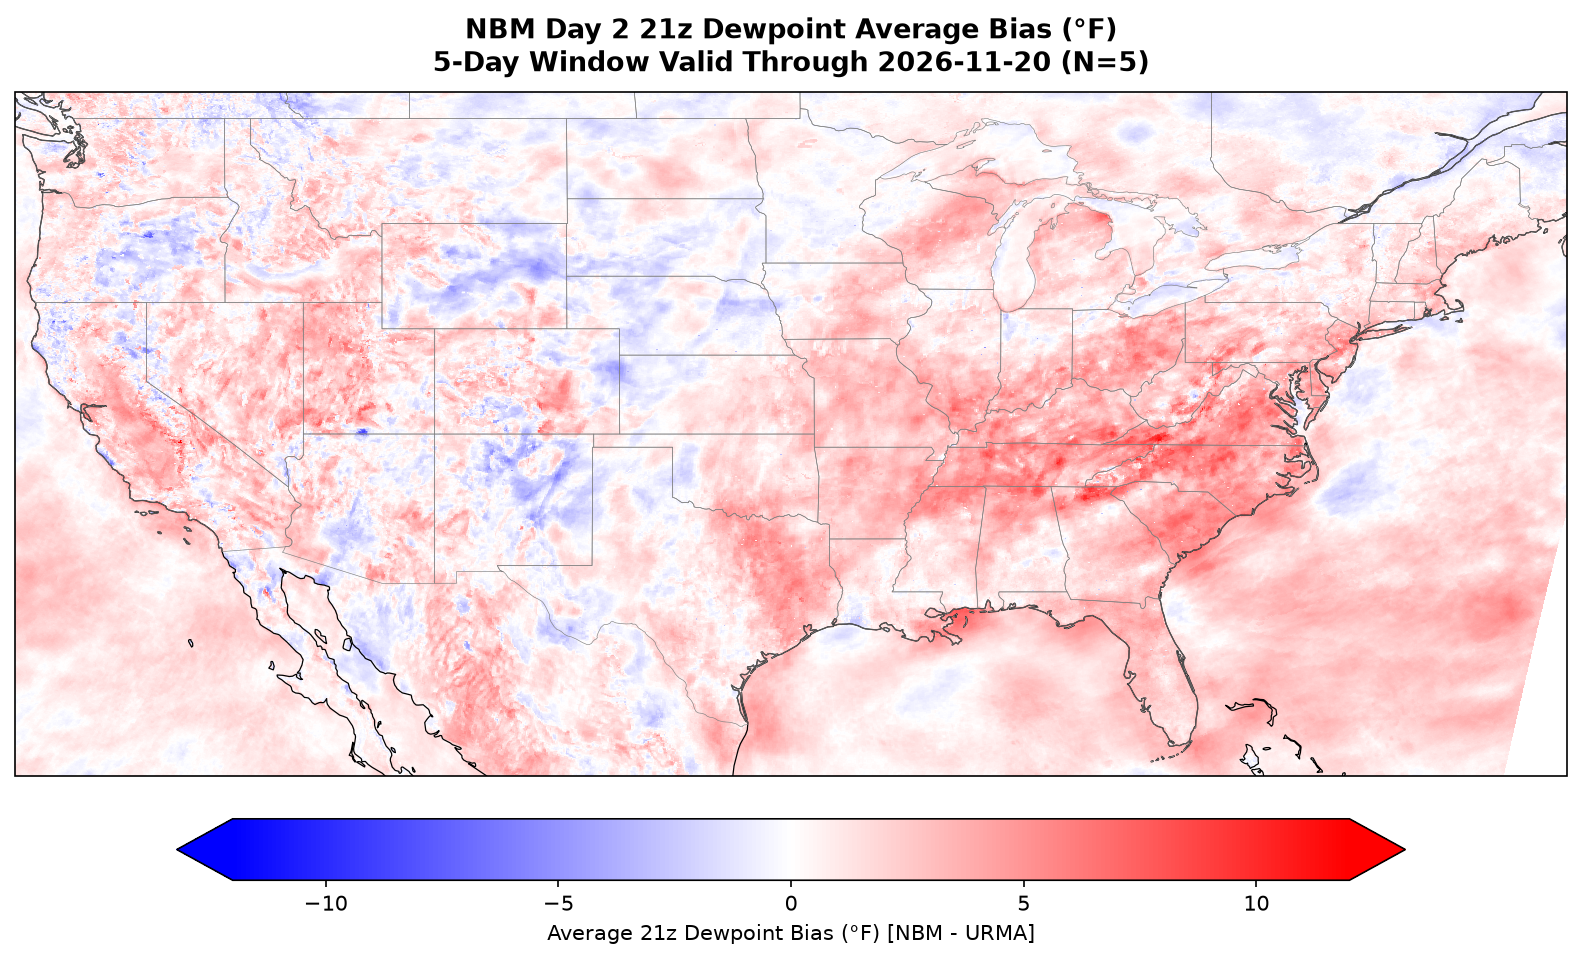 NBM Day 2 21z Dewpoint Average Bias (°F)
5-Day Window Valid Through 2026-11-20 (N=5)
−10 −5 0 5 10
Average 21z Dewpoint Bias (°F) [NBM - URMA]